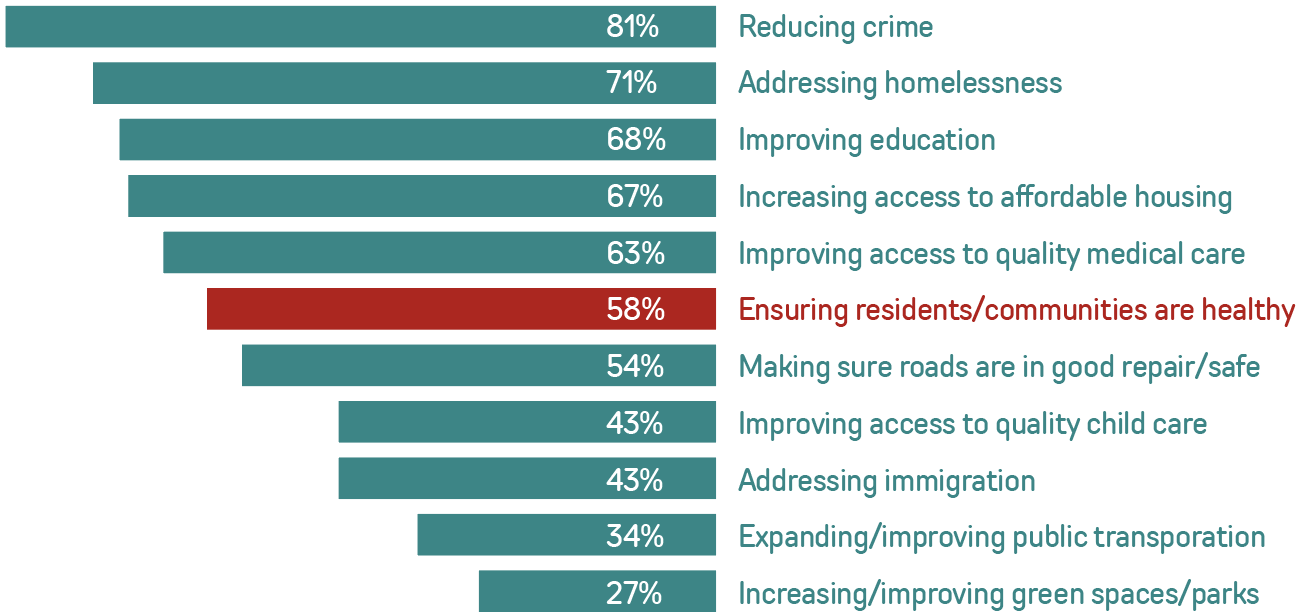 81% Reducing crime
71% Addressing homelessness
68% Improving education
67% Increasing access to affordable housing
63% Improving access to quality medical care
58% Ensuring residents/communities are healthy
54% Making sure roads are in good repair/safe
43% Improving access to quality child care
43% Addressing immigration
34% Expanding/improving public transporation
27% Increasing/improving green spaces/parks